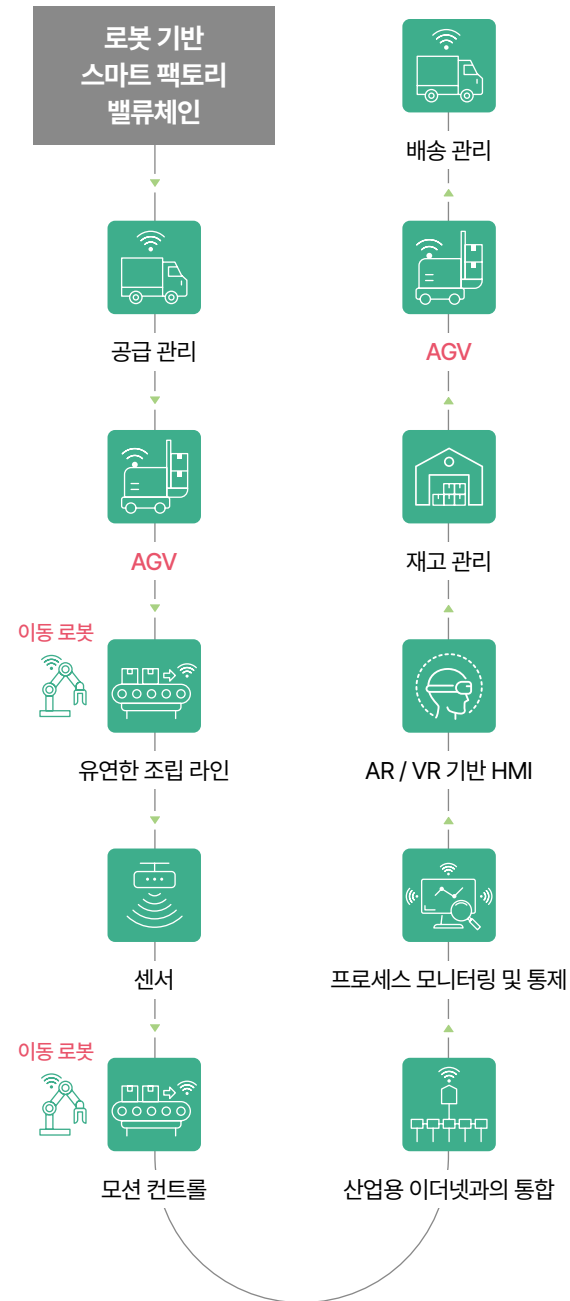 로봇 기반
스마트 팩토리
밸류체인
공급 관리
AGV
이동 로봇
유연한 조립 라인
센서
이동 로봇
모션 컨트롤
산업용 이더넷과의 통합
프로세스 모니터링 및 통제
AR / VR 기반 HMI
재고 관리
AGV
배송 관리